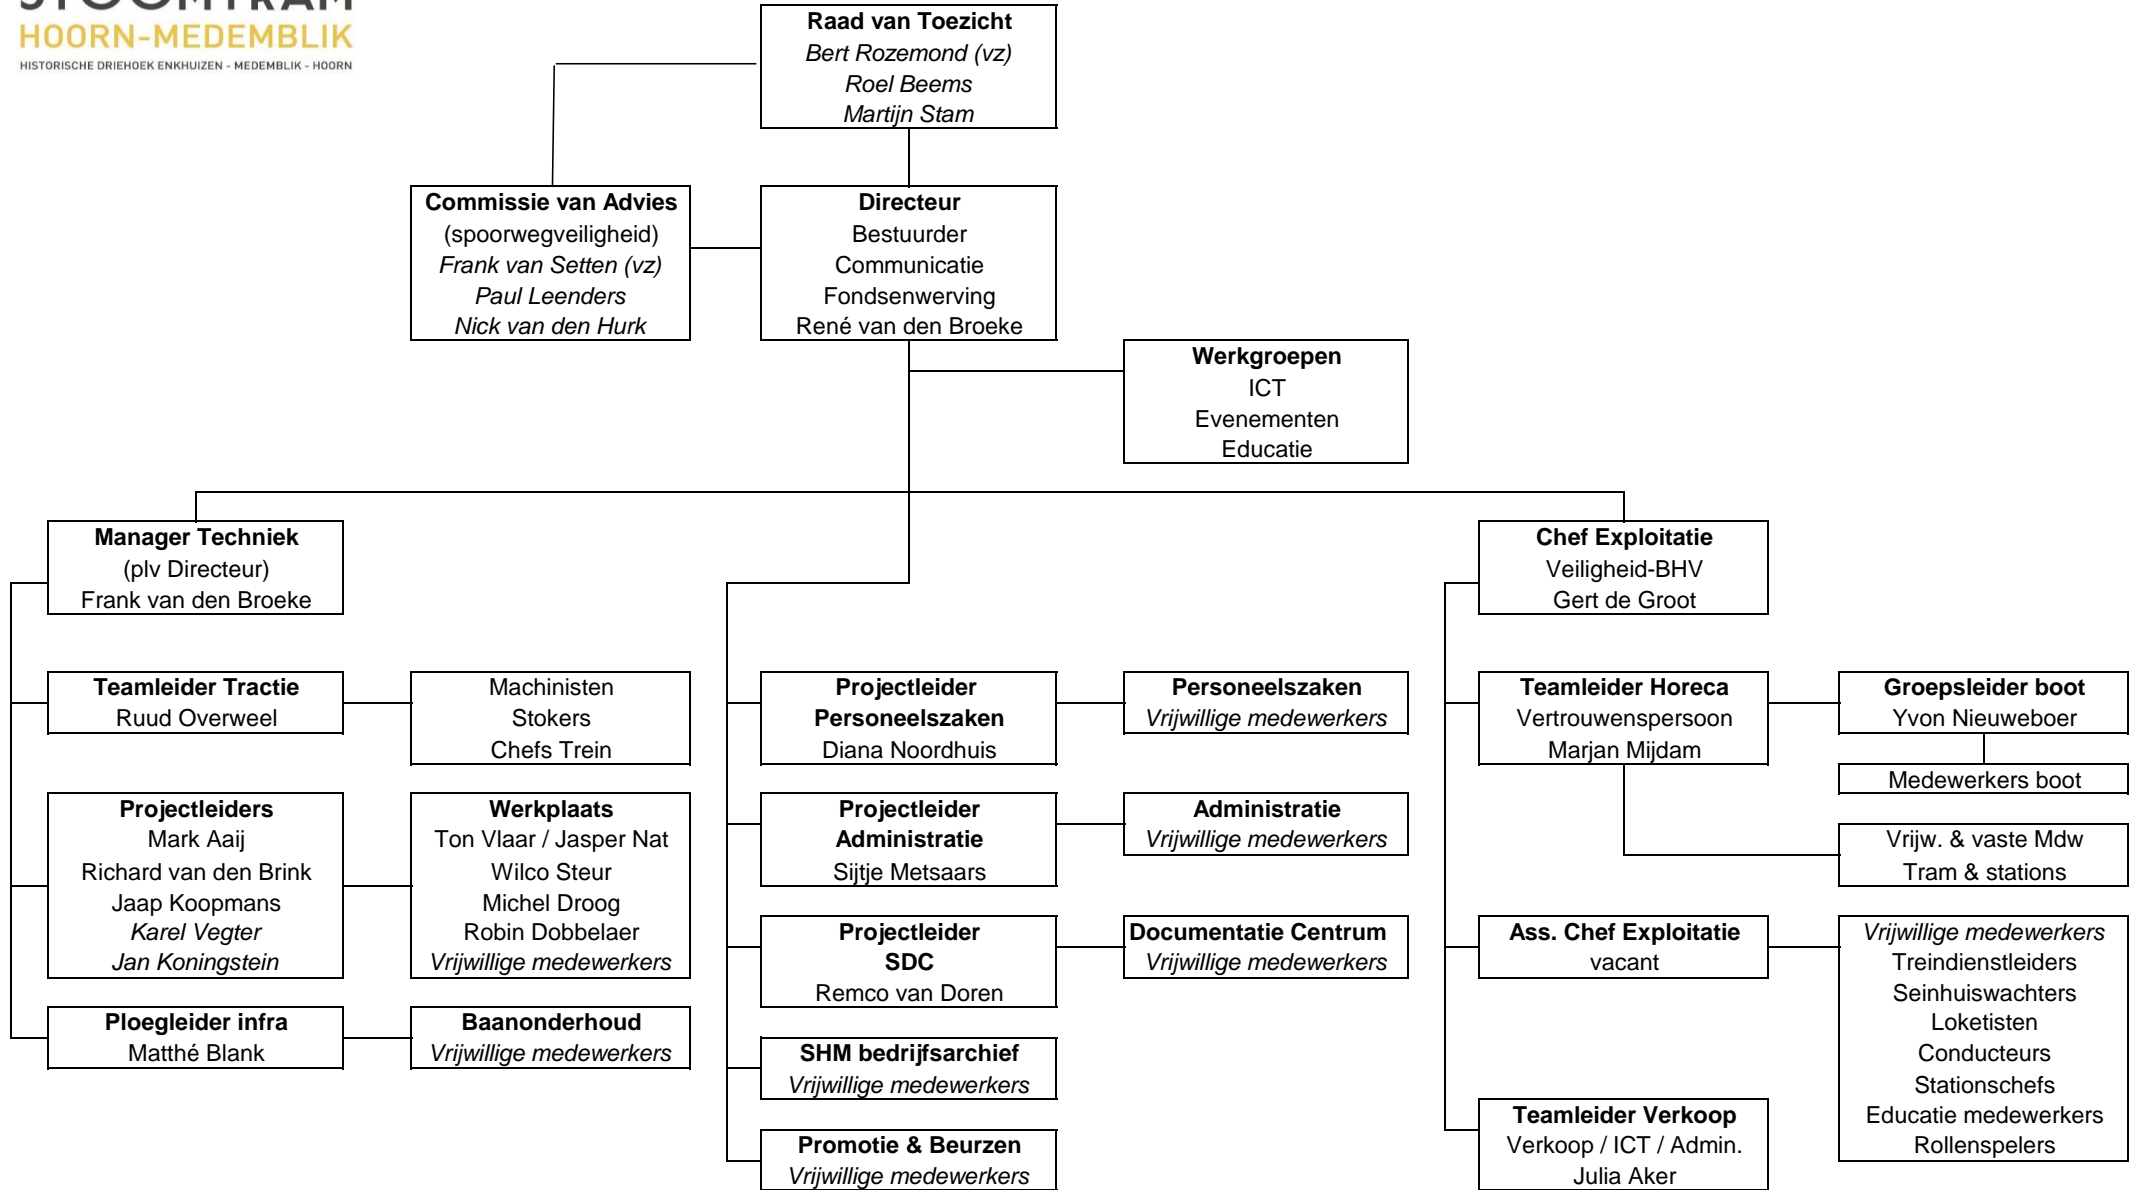 STOOMTRAM
HOORN-MEDEMBLIK
HISTORISCHE DRIEHOEK ENKHUIZEN - MEDEMBLIK - HOORN
Raad van Toezicht
Bert Rozemond (vz)
Roel Beems
Martijn Stam
Commissie van Advies
(spoorwegveiligheid)
Frank van Setten (vz)
Paul Leenders
Nick van den Hurk
Directeur
Bestuurder
Communicatie
Fondsenwerving
René van den Broeke
Werkgroepen
ICT
Evenementen
Educatie
Manager Techniek
(plv Directeur)
Frank van den Broeke
Teamleider Tractie
Ruud Overweel
Machinisten
Stokers
Chefs Trein
Projectleiders
Mark Aaij
Richard van den Brink
Jaap Koopmans
Karel Vegter
Jan Koningstein
Werkplaats
Ton Vlaar / Jasper Nat
Wilco Steur
Michel Droog
Robin Dobbelaer
Vrijwillige medewerkers
Ploegleider infra
Matthé Blank
Baanonderhoud
Vrijwillige medewerkers
Projectleider
Personeelszaken
Diana Noordhuis
Personeelszaken
Vrijwillige medewerkers
Projectleider
Administratie
Sijtje Metsaars
Administratie
Vrijwillige medewerkers
Projectleider
SDC
Remco van Doren
Documentatie Centrum
Vrijwillige medewerkers
SHM bedrijfsarchief
Vrijwillige medewerkers
Promotie & Beurzen
Vrijwillige medewerkers
Chef Exploitatie
Veiligheid-BHV
Gert de Groot
Teamleider Horeca
Vertrouwenspersoon
Marjan Mijdam
Groepsleider boot
Yvon Nieuweboer
Medewerkers boot
Vrijw. & vaste Mdw
Tram & stations
Ass. Chef Exploitatie
vacant
Vrijwillige medewerkers
Treindienstleiders
Seinhuiswachters
Loketisten
Conducteurs
Stationschefs
Educatie medewerkers
Rollenspelers
Teamleider Verkoop
Verkoop / ICT / Admin.
Julia Aker